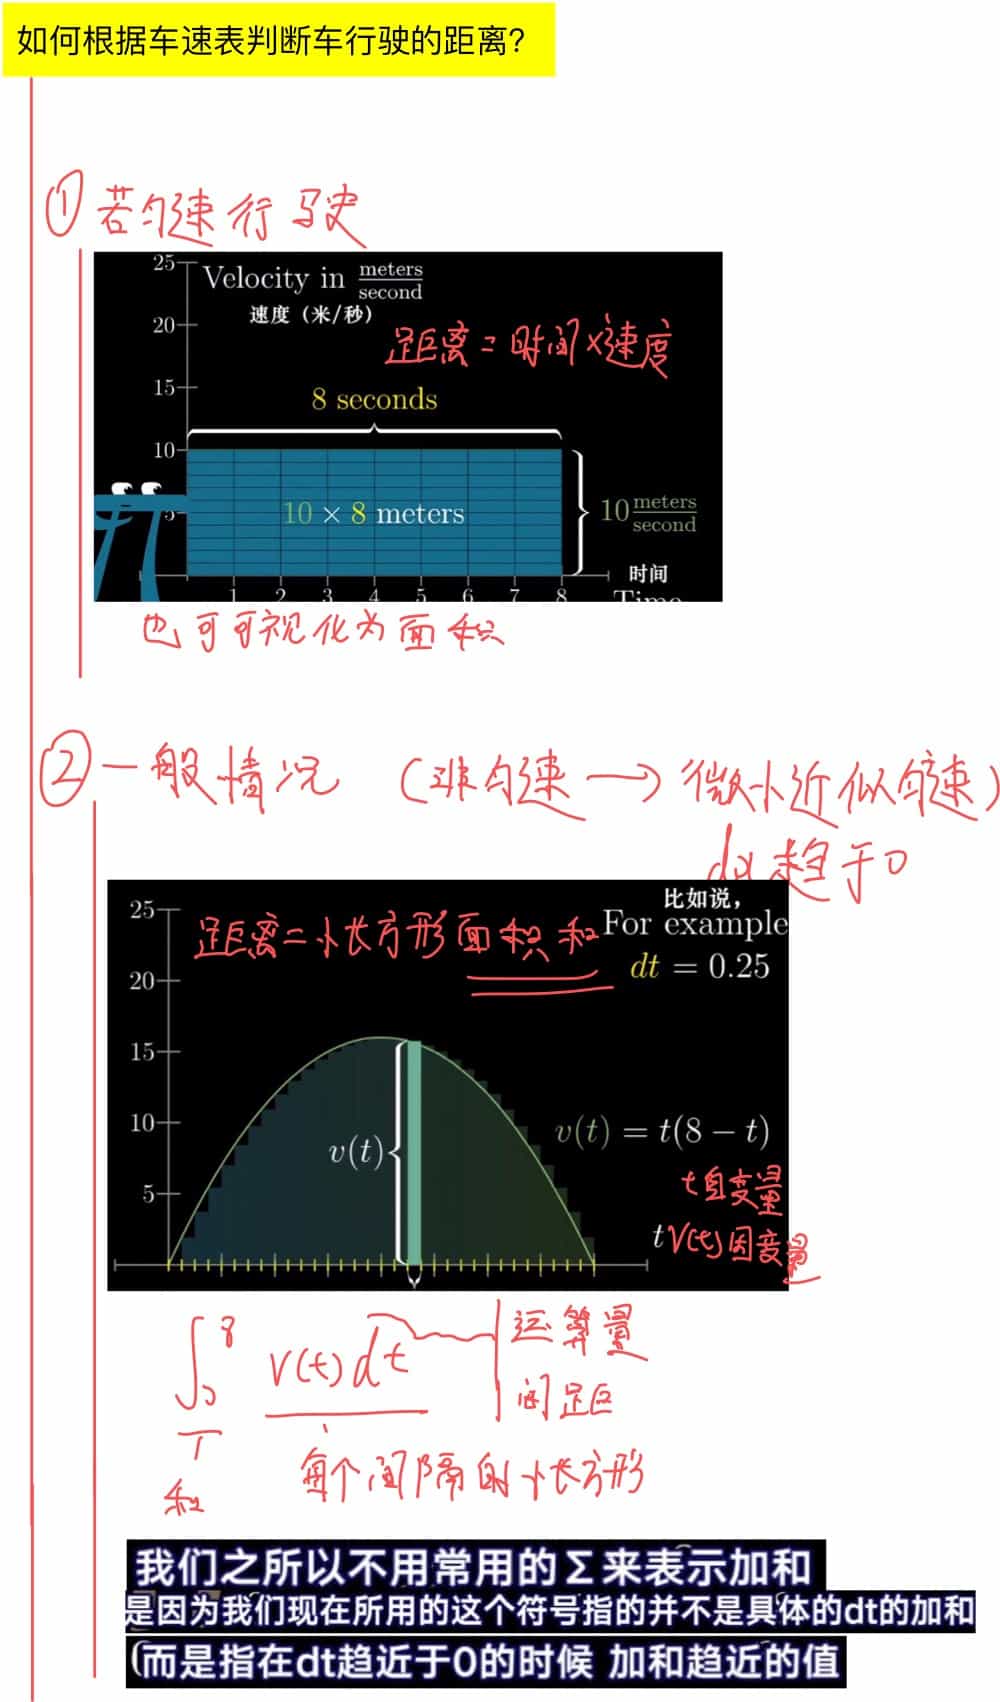 如何根据车速表判断车行驶的距离?
① 若匀速行驶
25
Velocity in meters/second
速度（米/秒）
20
距离=时间×速度
15
8 seconds
10
10 × 8 meters
10 meters/second
5
时间
1 2 3 4 5 6 7 8
Time
也可可视化为面积
② 一般情况 (非匀速→微小近似匀速)
dt趋于0
比如说，
25
距离=小长方形面积和
For example
dt = 0.25
20
15
10
v(t) = t(8 − t)
v(t)
t自变量
5
t
V(t)因变量
∫₀⁸ V(t)dt
运算量
间距
每个间隔的小长方形
和
我们之所以不用常用的Σ来表示加和
是因为我们现在所用的这个符号指的并不是具体的dt的加和
(而是指在dt趋近于0的时候 加和趋近的值